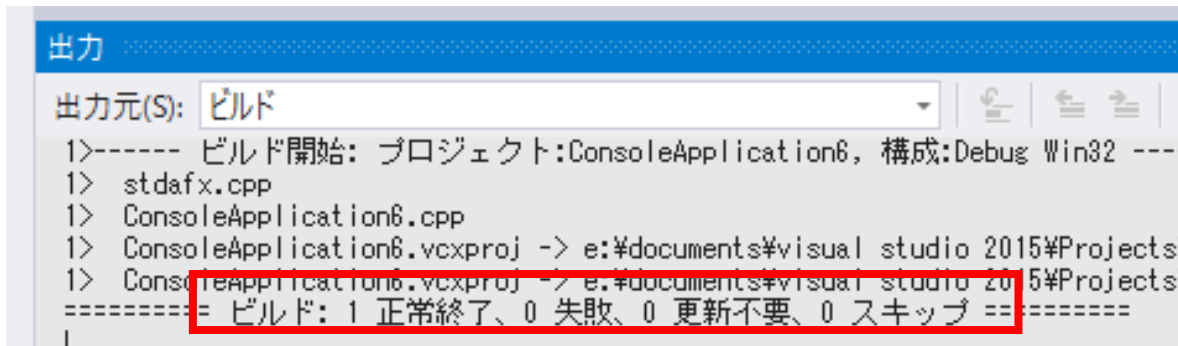 出力
出力元(S): ビルド
1>------ ビルド開始: プロジェクト:ConsoleApplication6, 構成:Debug Win32 ----
1>  stdafx.cpp
1>  ConsoleApplication6.cpp
1>  ConsoleApplication6.vcxproj -> e:¥documents¥visual studio 2015¥Projects
1>  ConsoleApplication6.vcxproj -> e:¥documents¥visual studio 2015¥Projects
========== ビルド: 1 正常終了、0 失敗、0 更新不要、0 スキップ ==========